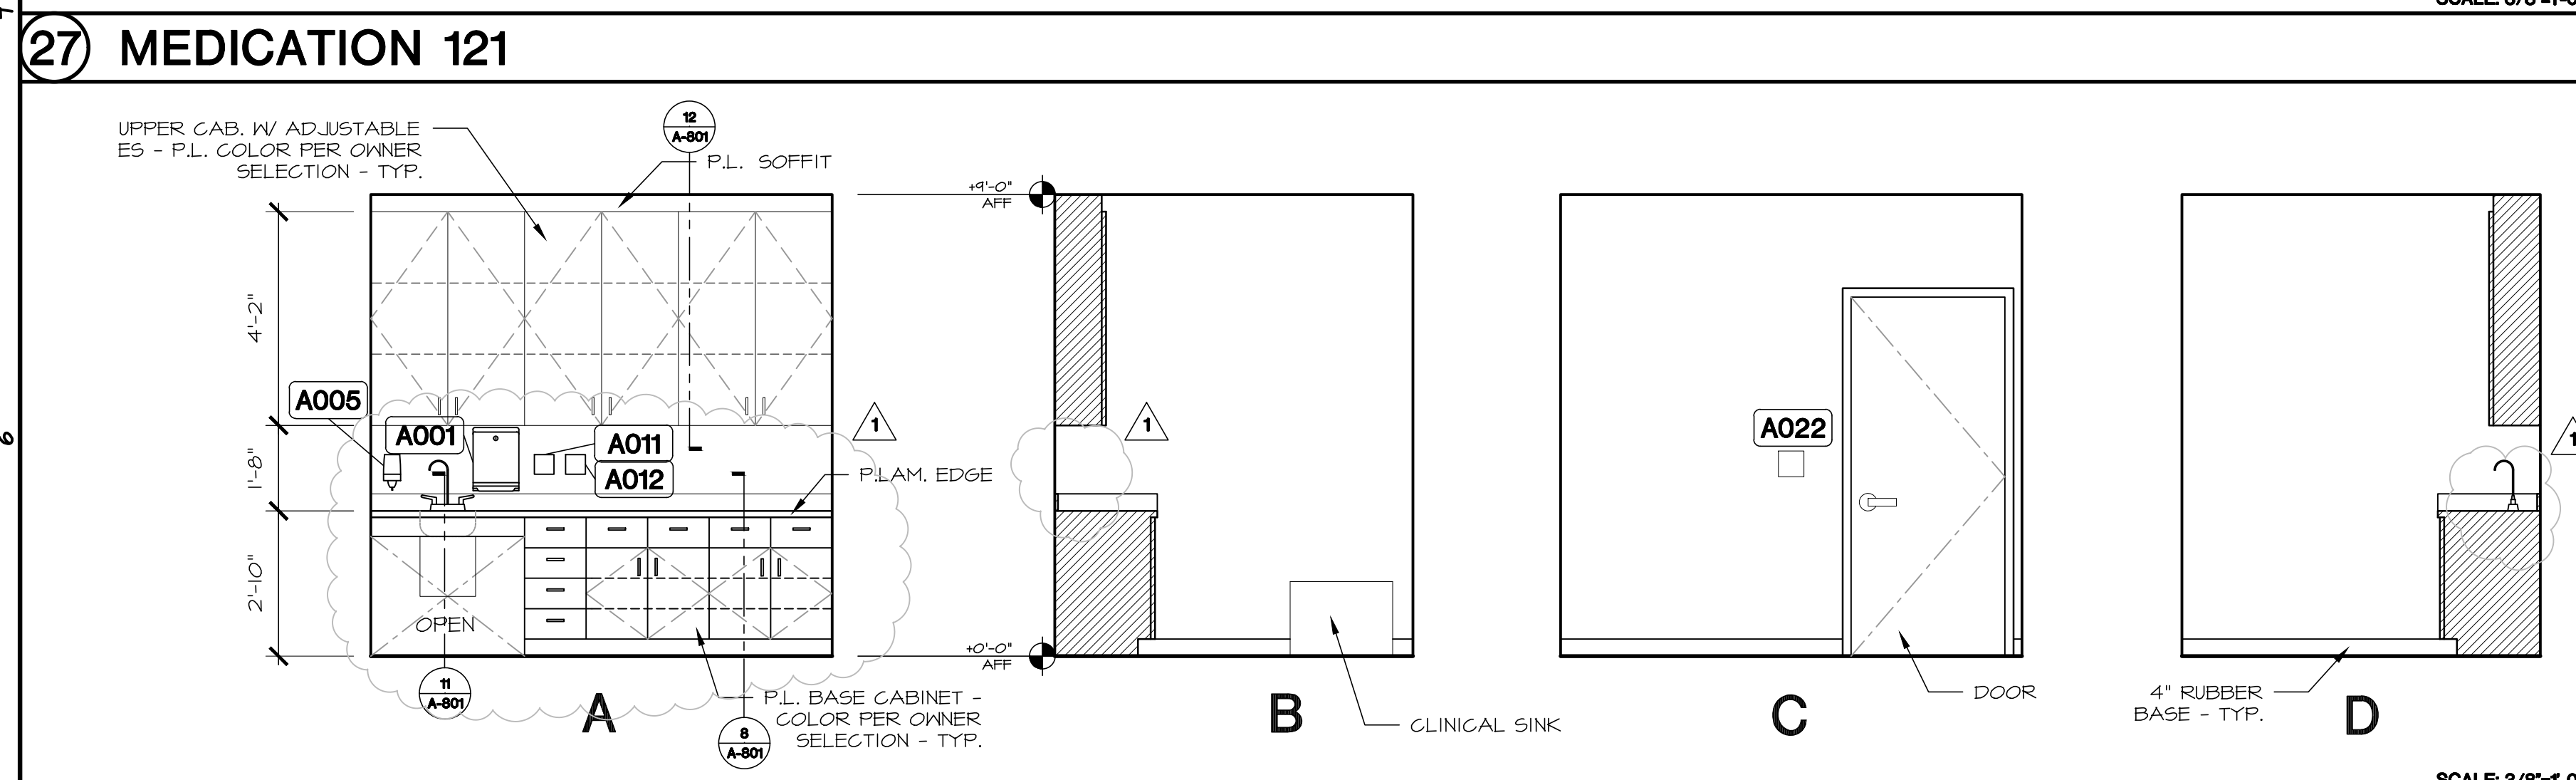 27 MEDICATION 121
UPPER CAB. W/ ADJUSTABLE
ES - P.L. COLOR PER OWNER
SELECTION - TYP.
12
A-801
P.L. SOFFIT
4'-2"
1'-8"
2'-10"
A005
A001
A011
A012
1
P.LAM. EDGE
OPEN
11
A-801
8
A-801
P.L. BASE CABINET -
COLOR PER OWNER
SELECTION - TYP.
A
+9'-0"
AFF
+0'-0"
AFF
1
CLINICAL SINK
B
A022
DOOR
C
1
4" RUBBER
BASE - TYP.
D
6